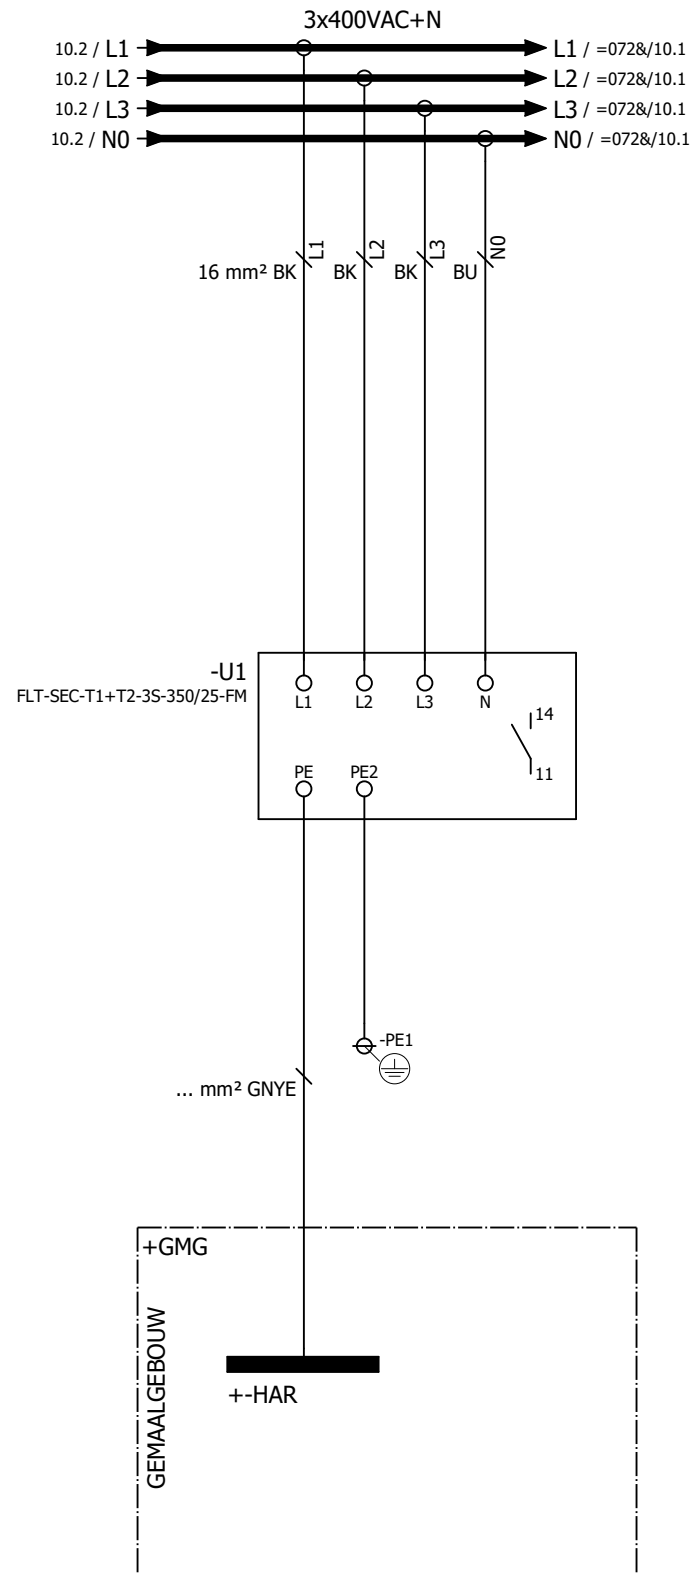 3x400VAC+N
10.2 / L1 L1 / =072&/10.1
10.2 / L2 L2 / =072&/10.1
10.2 / L3 L3 / =072&/10.1
10.2 / N0 N0 / =072&/10.1
L1 L2 L3 N0
16 mm² BK BK BK BU
-U1
FLT-SEC-T1+T2-3S-350/25-FM
L1 L2 L3 N
14
11
PE PE2
-PE1
... mm² GNYE
+GMG
GEMAALGEBOUW
+-HAR